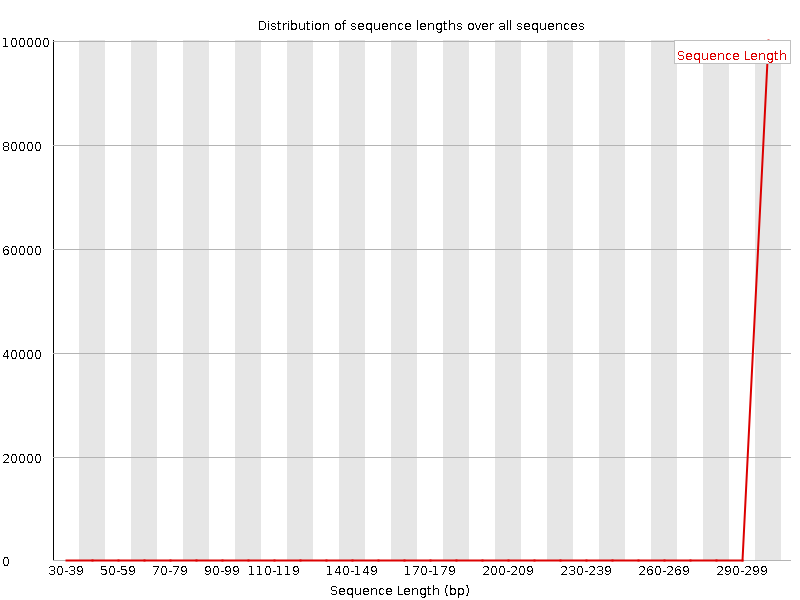 Distribution of sequence lengths over all sequences
100000
Sequence Length
80000
60000
40000
20000
0
30-39 50-59 70-79 90-99 110-119 140-149 170-179 200-209 230-239 260-269 290-299
Sequence Length (bp)